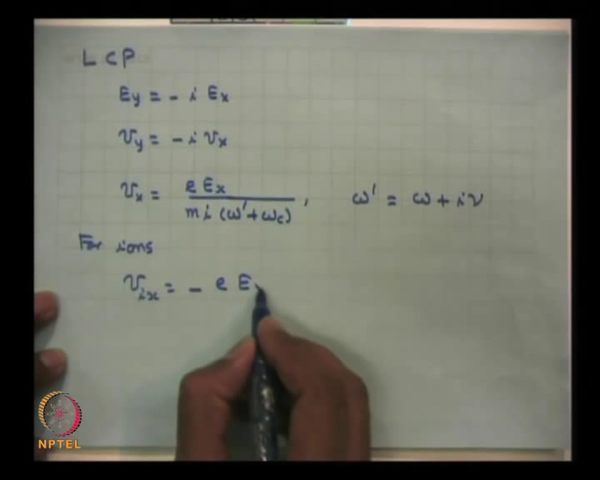 LCP
Ey = - i Ex
vy = - i vx
vx = e Ex / m i (ω' + ωc) , ω' = ω + iν
For ions
vix = - e E
NPTEL